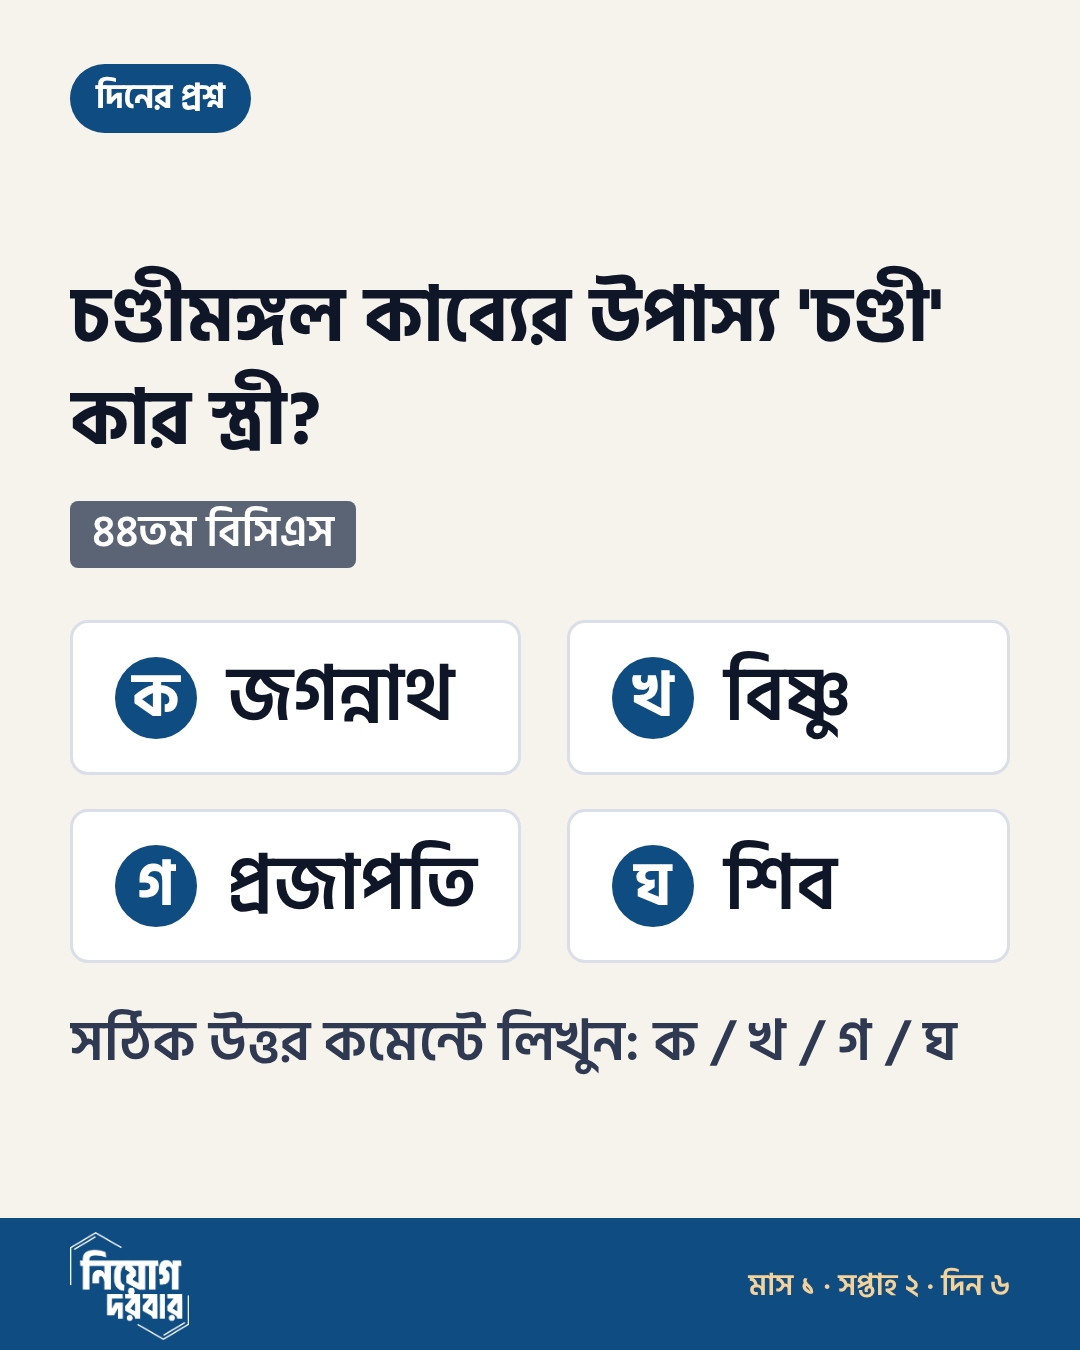 দিনের প্রশ্ন
চণ্ডীমঙ্গল কাব্যের উপাস্য 'চণ্ডী'
কার স্ত্রী?
৪৪তম বিসিএস
ক জগন্নাথ
খ বিষ্ণু
গ প্রজাপতি
ঘ শিব
সঠিক উত্তর কমেন্টে লিখুন: ক / খ / গ / ঘ
নিয়োগ
দরবার
মাস ১ · সপ্তাহ ২ · দিন ৬